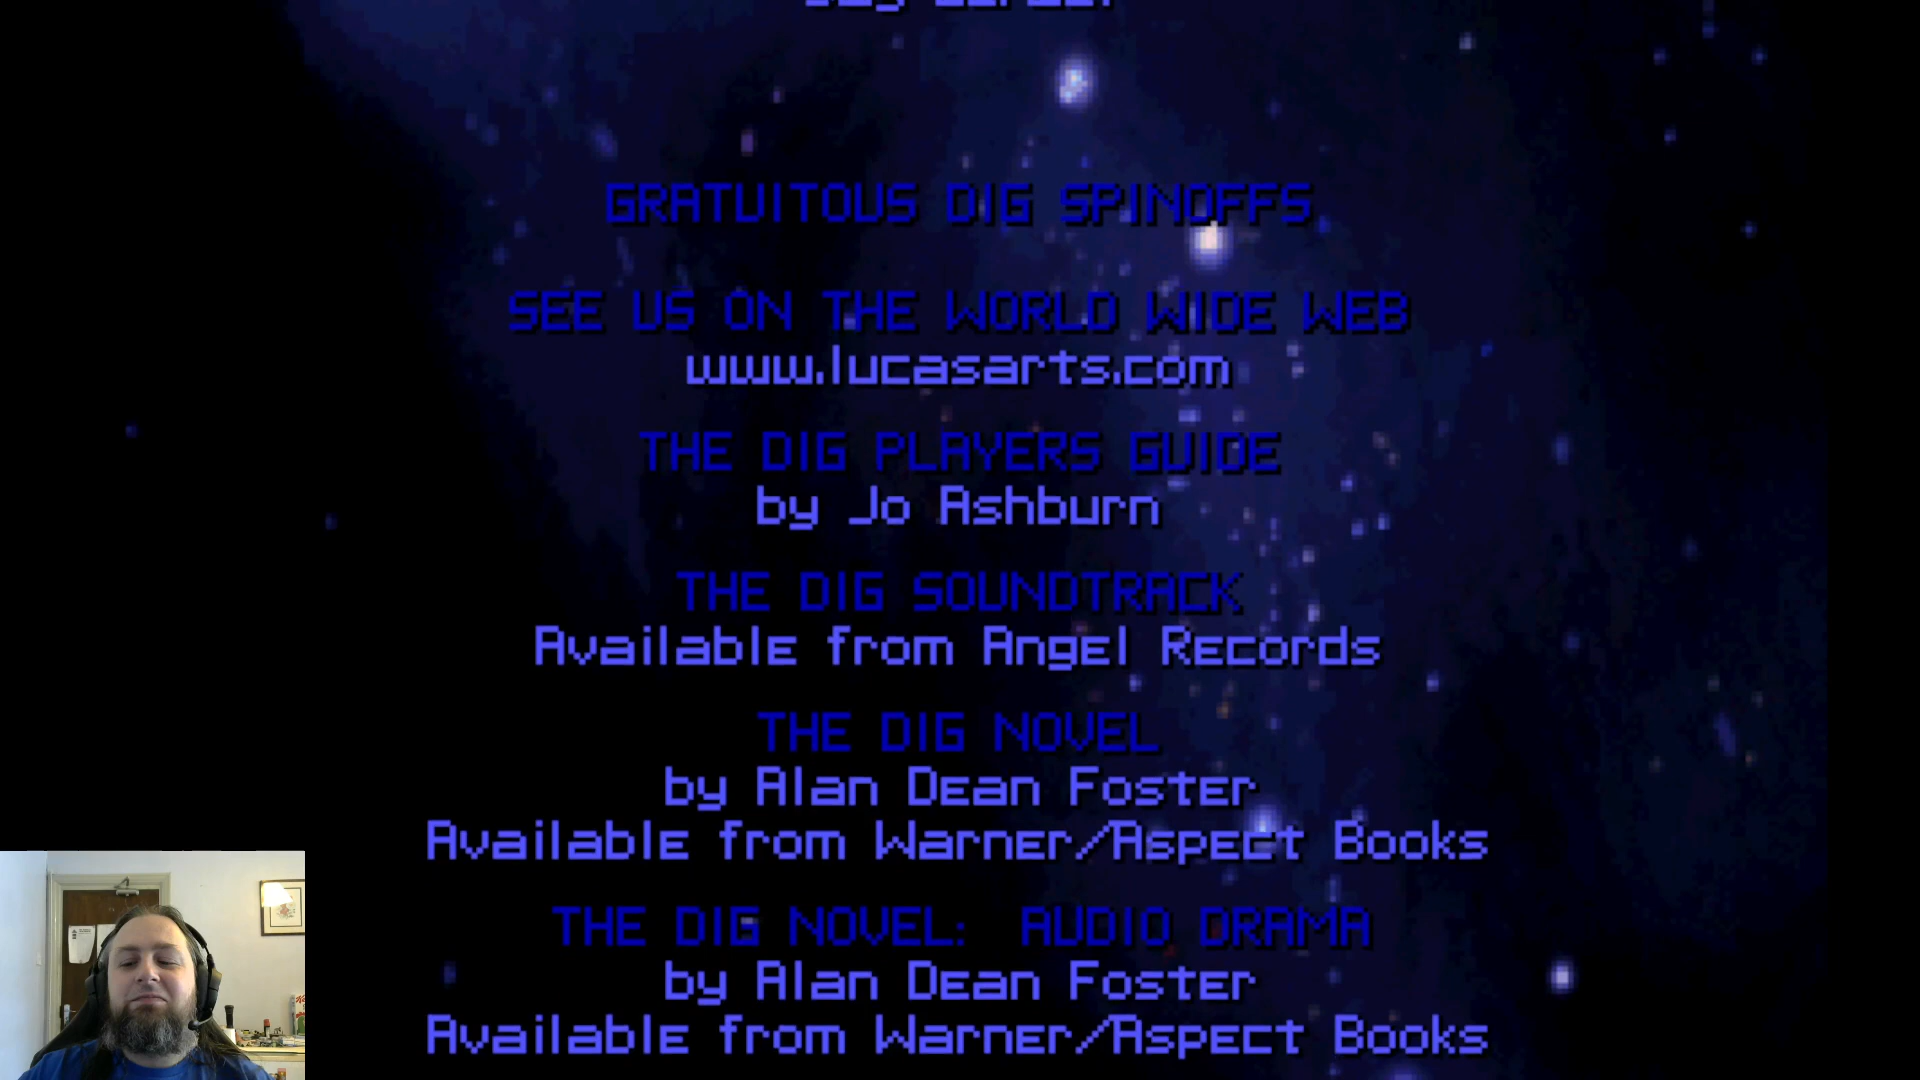 GRATUITOUS DIG SPINOFFS
SEE US ON THE WORLD WIDE WEB
www.lucasarts.com
THE DIG PLAYERS GUIDE
by Jo Ashburn
THE DIG SOUNDTRACK
Available from Angel Records
THE DIG NOVEL
by Alan Dean Foster
Available from Warner/Aspect Books
THE DIG NOVEL: AUDIO DRAMA
by Alan Dean Foster
Available from Warner/Aspect Books